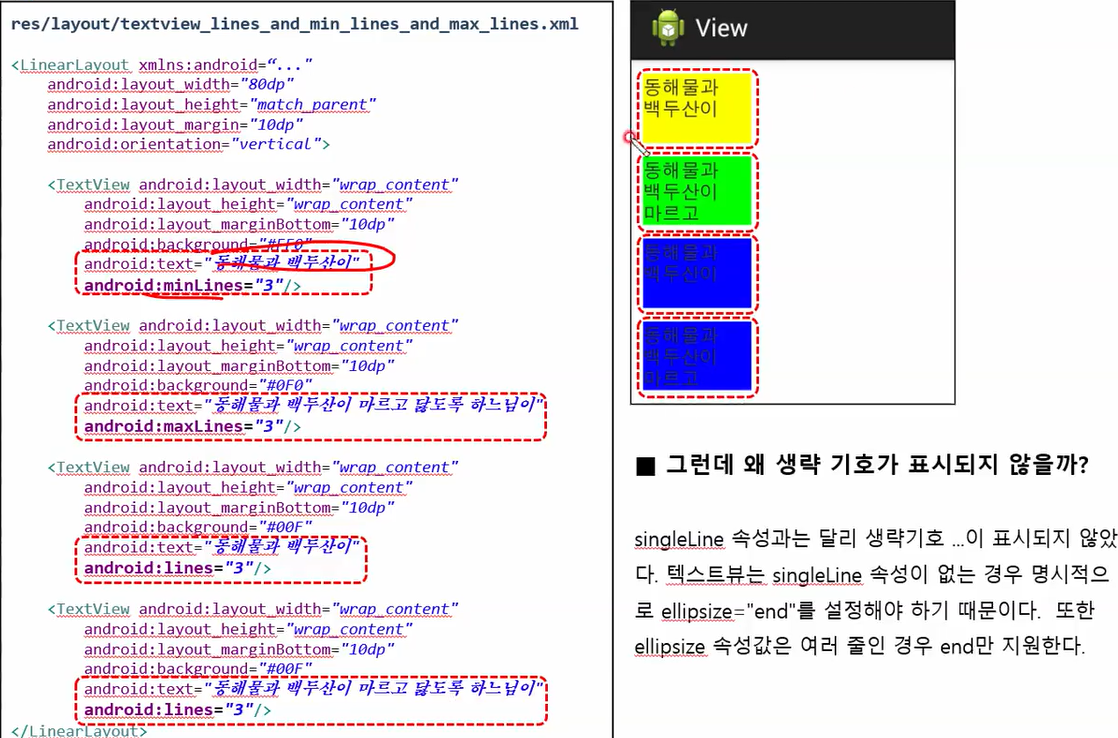 res/layout/textview_lines_and_min_lines_and_max_lines.xml
<LinearLayout xmlns:android=“..."
android:layout_width="80dp"
android:layout_height="match_parent"
android:layout_margin="10dp"
android:orientation="vertical">
<TextView android:layout_width="wrap_content"
android:layout_height="wrap_content"
android:layout_marginBottom="10dp"
android:background="#FF0"
android:text="동해물과 백두산이"
android:minLines="3"/>
<TextView android:layout_width="wrap_content"
android:layout_height="wrap_content"
android:layout_marginBottom="10dp"
android:background="#0F0"
android:text="동해물과 백두산이 마르고 닳도록 하느님이"
android:maxLines="3"/>
<TextView android:layout_width="wrap_content"
android:layout_height="wrap_content"
android:layout_marginBottom="10dp"
android:background="#00F"
android:text="동해물과 백두산이"
android:lines="3"/>
<TextView android:layout_width="wrap_content"
android:layout_height="wrap_content"
android:layout_marginBottom="10dp"
android:background="#00F"
android:text="동해물과 백두산이 마르고 닳도록 하느님이"
android:lines="3"/>
</LinearLayout>
View
동해물과
백두산이
동해물과
백두산이
마르고
동해물과
백두산이
동해물과
백두산이
마르고
■ 그런데 왜 생략 기호가 표시되지 않을까?
singleLine 속성과는 달리 생략기호 ...이 표시되지 않았
다. 텍스트뷰는 singleLine 속성이 없는 경우 명시적으
로 ellipsize="end"를 설정해야 하기 때문이다. 또한
ellipsize 속성값은 여러 줄인 경우 end만 지원한다.